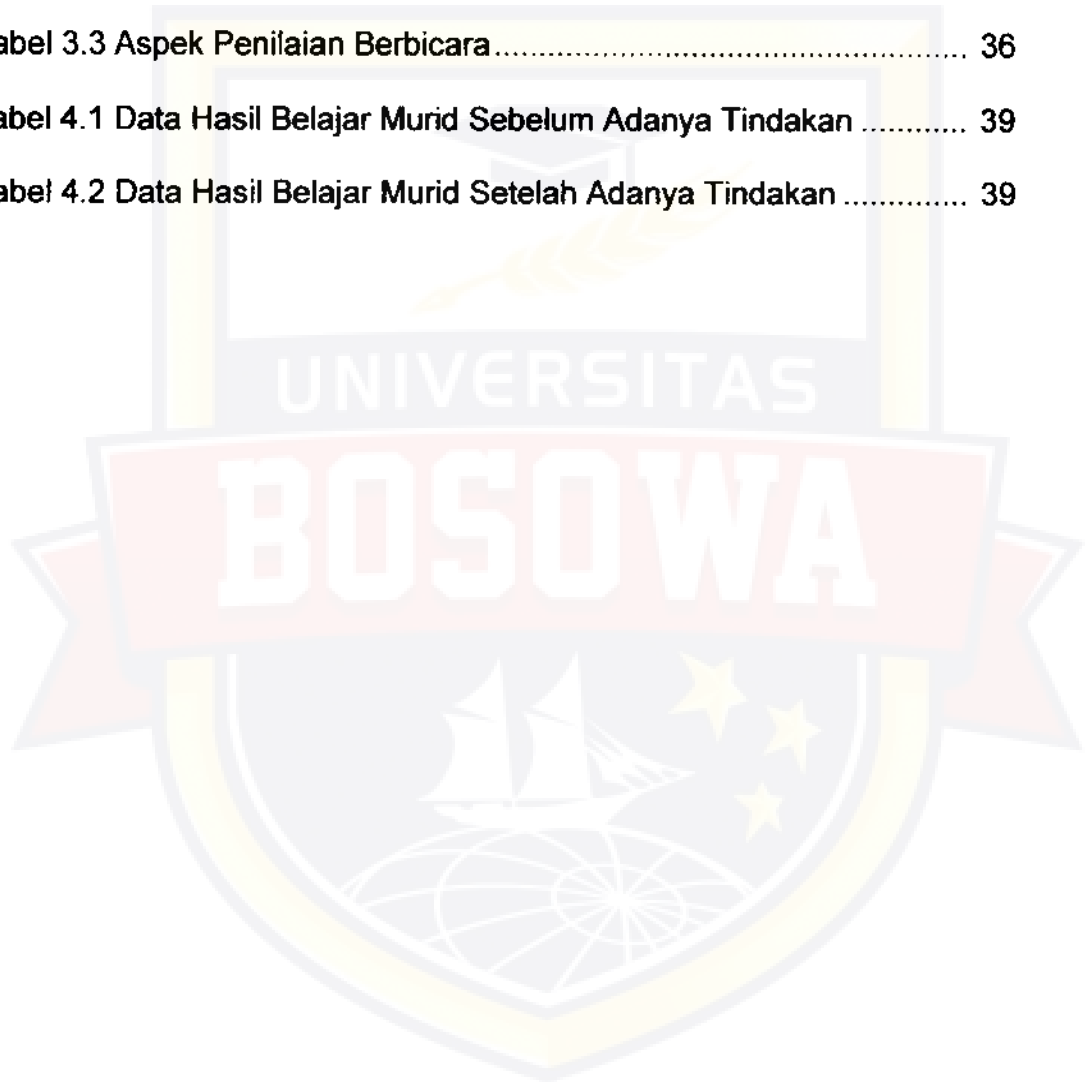 abel 3.3 Aspek Penilaian Berbicara...................................................... 36
abel 4.1 Data Hasil Belajar Murid Sebelum Adanya Tindakan ............ 39
abel 4.2 Data Hasil Belajar Murid Setelah Adanya Tindakan .............. 39
UNIVERSITAS
BOSOWA